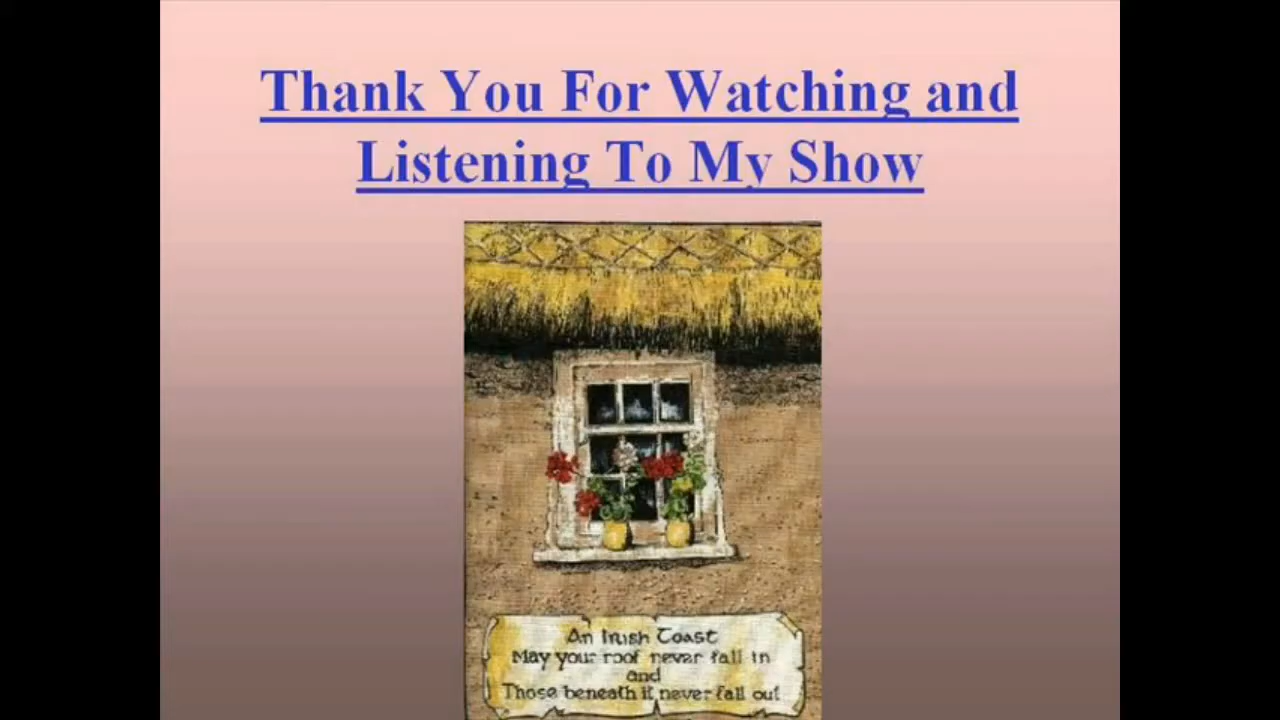 Thank You For Watching and
Listening To My Show
An Irish Toast
May your roof never fall in
and
Those beneath it never fall out